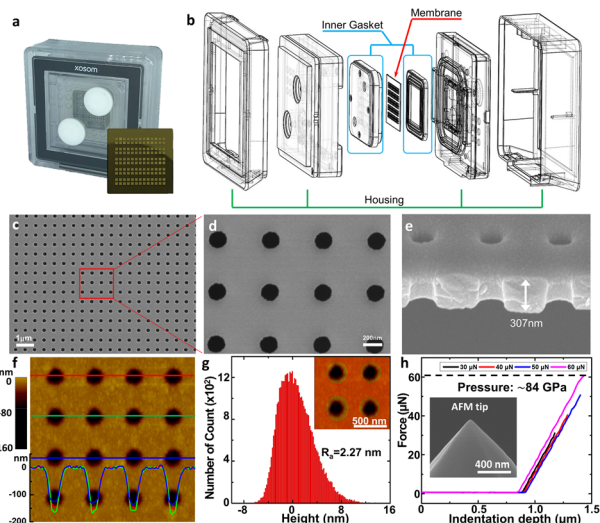 a
xosom
b
Membrane
Inner Gasket
Housing
c
1μm
d
200nm
e
307nm
f
nm
0
-80
-160
nm
0
-100
-200
g
Number of Count (x10²)
12
8
4
0
500 nm
Ra=2.27 nm
-8 0 8 16
Height (nm)
h
30 μN 40 μN 50 μN 60 μN
Pressure: ~84 GPa
Force (μN)
60
40
20
0
AFM tip
400 nm
0.0 0.5 1.0 1.5
Indentation depth (μm)